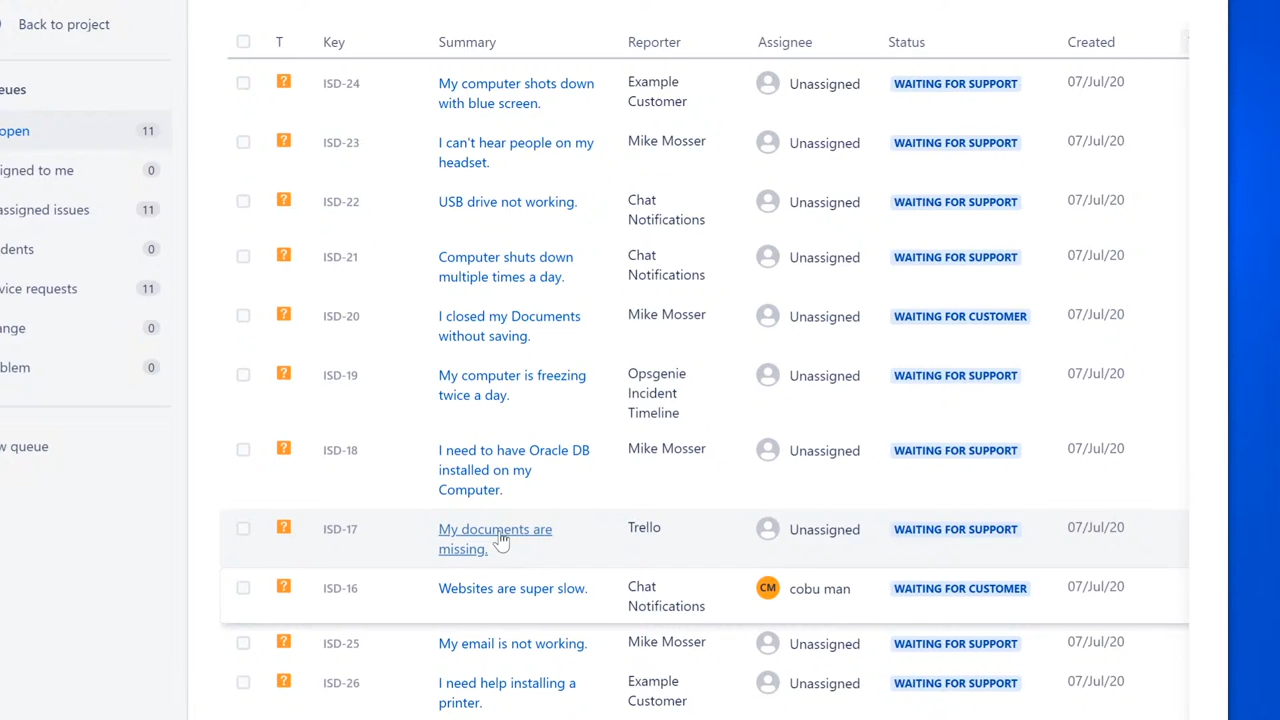 Back to project
eues
open 11
igned to me 0
assigned issues 11
dents 0
vice requests 11
ange 0
blem 0
w queue
T Key Summary Reporter Assignee Status Created
ISD-24 My computer shots down with blue screen. Example Customer Unassigned WAITING FOR SUPPORT 07/Jul/20
ISD-23 I can't hear people on my headset. Mike Mosser Unassigned WAITING FOR SUPPORT 07/Jul/20
ISD-22 USB drive not working. Chat Notifications Unassigned WAITING FOR SUPPORT 07/Jul/20
ISD-21 Computer shuts down multiple times a day. Chat Notifications Unassigned WAITING FOR SUPPORT 07/Jul/20
ISD-20 I closed my Documents without saving. Mike Mosser Unassigned WAITING FOR CUSTOMER 07/Jul/20
ISD-19 My computer is freezing twice a day. Opsgenie Incident Timeline Unassigned WAITING FOR SUPPORT 07/Jul/20
ISD-18 I need to have Oracle DB installed on my Computer. Mike Mosser Unassigned WAITING FOR SUPPORT 07/Jul/20
ISD-17 My documents are missing. Trello Unassigned WAITING FOR SUPPORT 07/Jul/20
ISD-16 Websites are super slow. Chat Notifications CM cobu man WAITING FOR CUSTOMER 07/Jul/20
ISD-25 My email is not working. Mike Mosser Unassigned WAITING FOR SUPPORT 07/Jul/20
ISD-26 I need help installing a printer. Example Customer Unassigned WAITING FOR SUPPORT 07/Jul/20